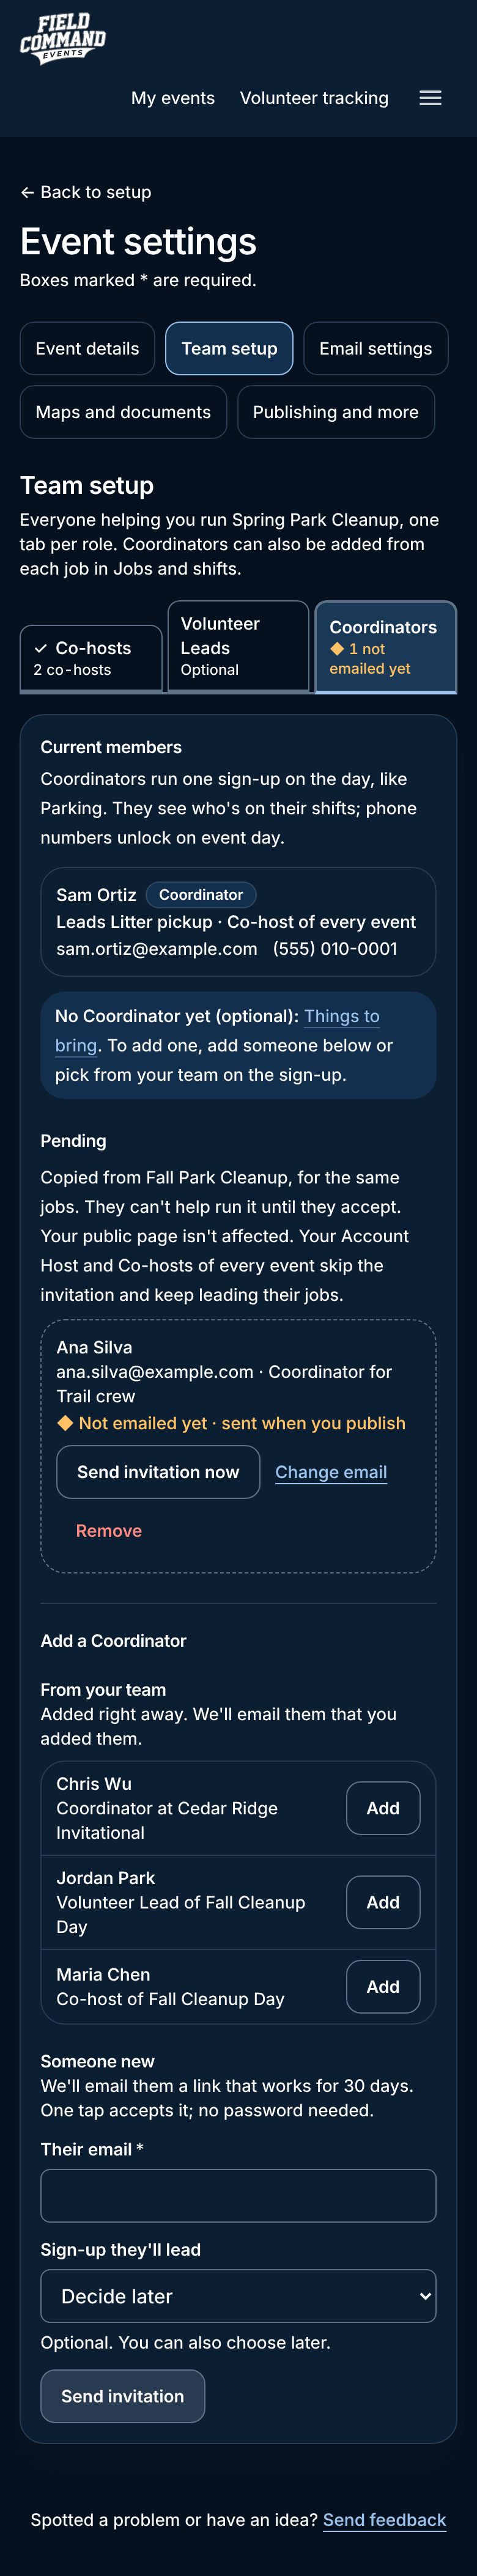 FIELD
COMMAND
EVENTS
My events
Volunteer tracking
← Back to setup
Event settings
Boxes marked * are required.
Event details
Team setup
Email settings
Maps and documents
Publishing and more
Team setup
Everyone helping you run Spring Park Cleanup, one
tab per role. Coordinators can also be added from
each job in Jobs and shifts.
✓ Co-hosts
2 co-hosts
Volunteer
Leads
Optional
Coordinators
◆ 1 not
emailed yet
Current members
Coordinators run one sign-up on the day, like
Parking. They see who's on their shifts; phone
numbers unlock on event day.
Sam Ortiz Coordinator
Leads Litter pickup · Co-host of every event
sam.ortiz@example.com (555) 010-0001
No Coordinator yet (optional): Things to
bring. To add one, add someone below or
pick from your team on the sign-up.
Pending
Copied from Fall Park Cleanup, for the same
jobs. They can't help run it until they accept.
Your public page isn't affected. Your Account
Host and Co-hosts of every event skip the
invitation and keep leading their jobs.
Ana Silva
ana.silva@example.com · Coordinator for
Trail crew
◆ Not emailed yet · sent when you publish
Send invitation now
Change email
Remove
Add a Coordinator
From your team
Added right away. We'll email them that you
added them.
Chris Wu
Coordinator at Cedar Ridge
Invitational
Add
Jordan Park
Volunteer Lead of Fall Cleanup
Day
Add
Maria Chen
Co-host of Fall Cleanup Day
Add
Someone new
We'll email them a link that works for 30 days.
One tap accepts it; no password needed.
Their email *
Sign-up they'll lead
Decide later
Optional. You can also choose later.
Send invitation
Spotted a problem or have an idea? Send feedback